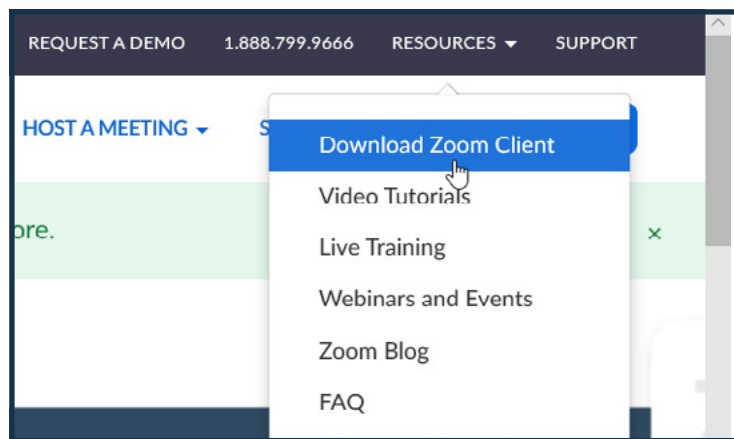 REQUEST A DEMO 1.888.799.9666 RESOURCES SUPPORT
HOST A MEETING S
Download Zoom Client
Video Tutorials
ore.
Live Training
Webinars and Events
Zoom Blog
FAQ